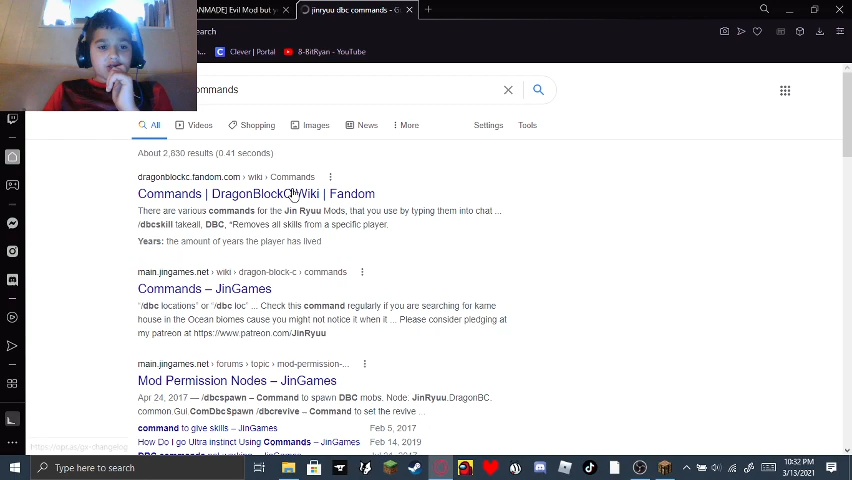 ANMADE] Evil Mod but y
jinryuu dbc commands - G
earch
Clever | Portal
8-BitRyan - YouTube
ommands
All
Videos
Shopping
Images
News
More
Settings
Tools
About 2,830 results (0.41 seconds)
dragonblockc.fandom.com › wiki › Commands
Commands | DragonBlockC Wiki | Fandom
There are various commands for the Jin Ryuu Mods, that you use by typing them into chat ...
/dbcskill takeall, DBC, "Removes all skills from a specific player.
Years: the amount of years the player has lived
main.jingames.net › wiki › dragon-block-c › commands
Commands – JinGames
"/dbc locations" or "/dbc loc" ... Check this command regularly if you are searching for kame
house in the Ocean biomes cause you might not notice it when it ... Please consider pledging at
my patreon at https://www.patreon.com/JinRyuu
main.jingames.net › forums › topic › mod-permission-...
Mod Permission Nodes – JinGames
Apr 24, 2017 — /dbcspawn – Command to spawn DBC mobs. Node: JinRyuu.DragonBC.
common.Gui.ComDbcSpawn /dbcrevive – Command to set the revive ...
command to give skills – JinGames
Feb 5, 2017
How Do I go Ultra instinct Using Commands – JinGames
Feb 14, 2019
https://opt.as/gx-changelog
Type here to search
10:32 PM
3/13/2021